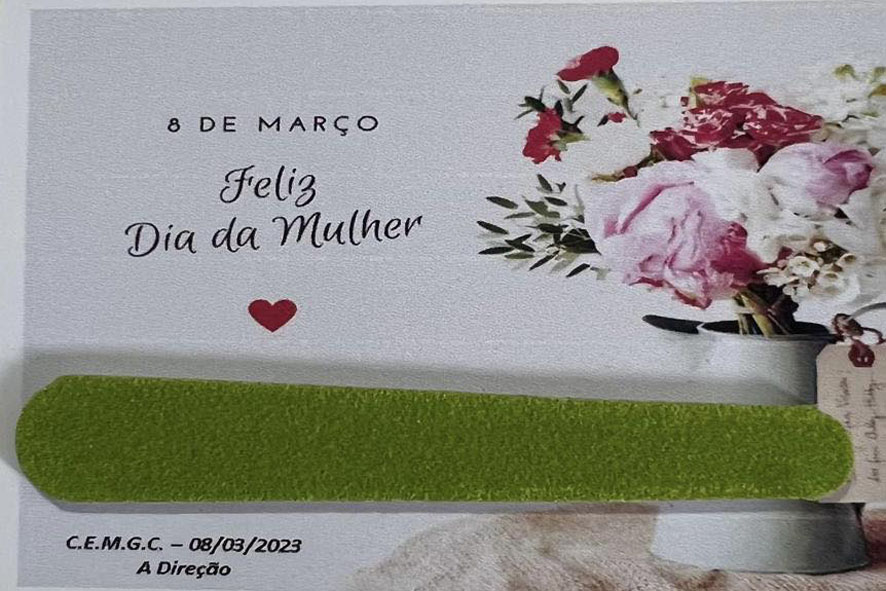 8 DE MARÇO
Feliz
Dia da Mulher
C.E.M.G.C. – 08/03/2023
A Direção